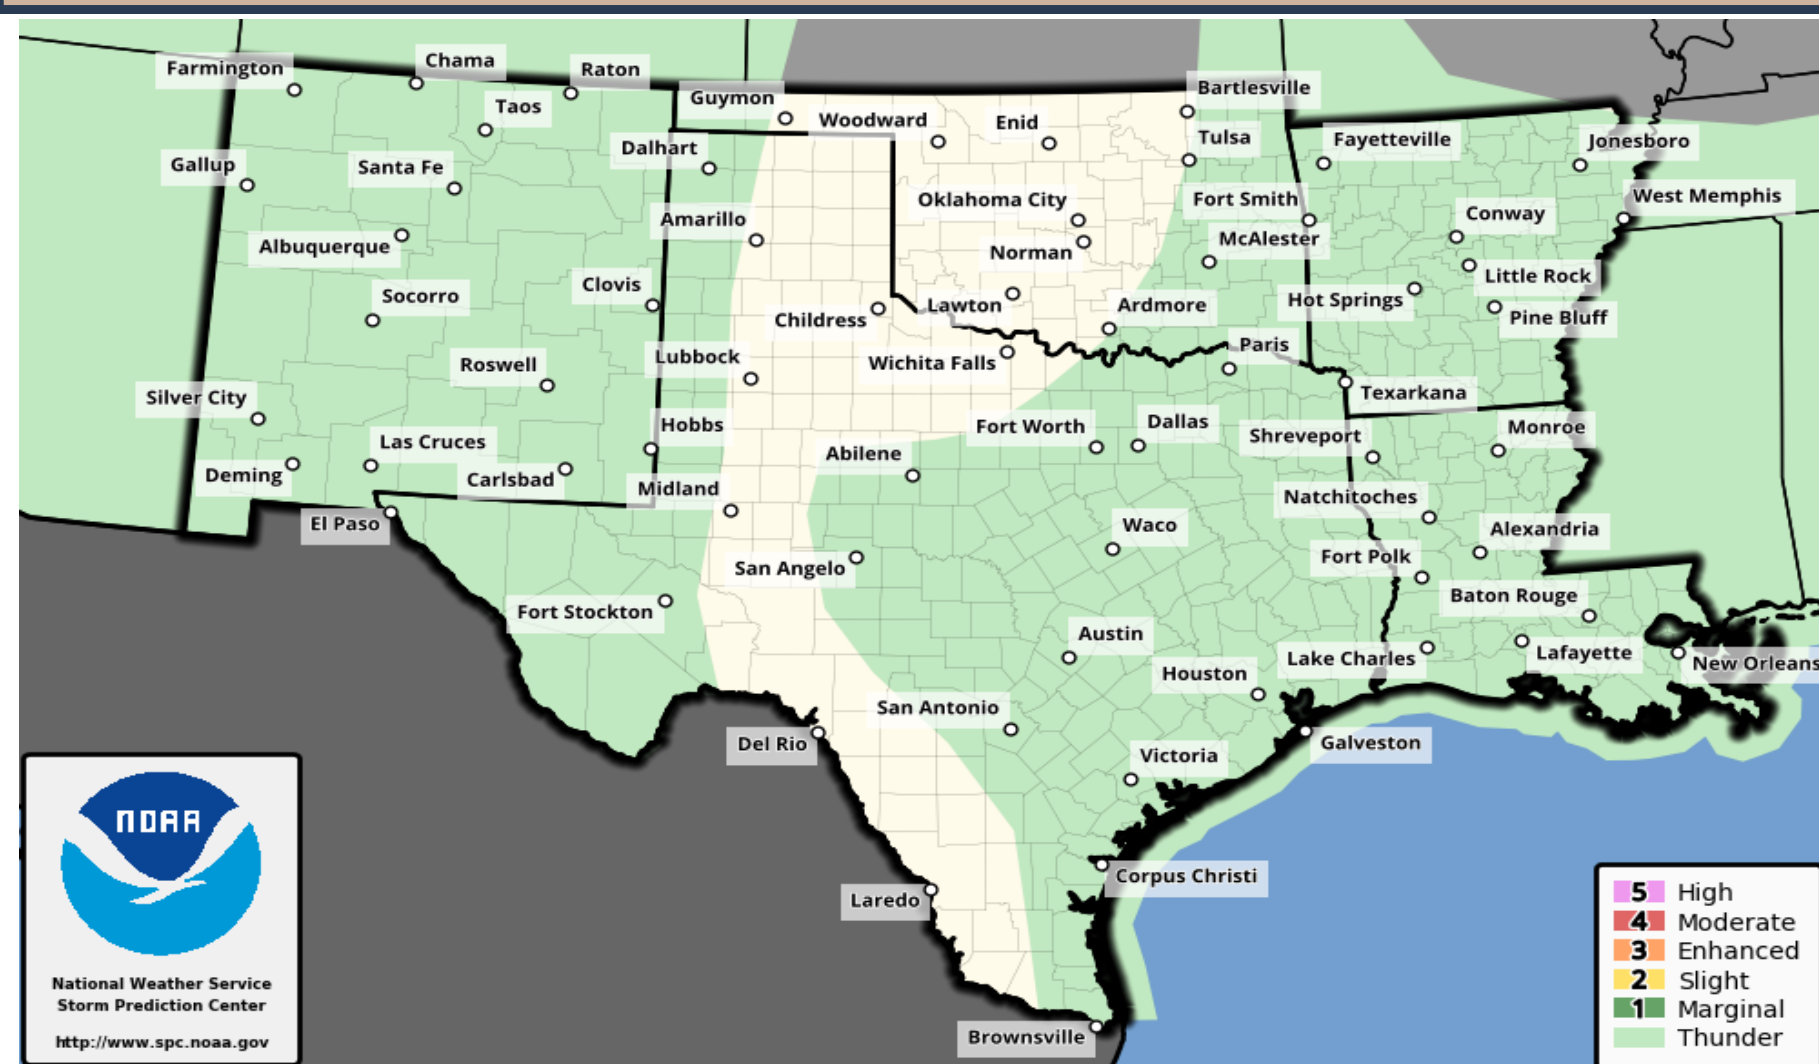 Farmington
Chama
Raton
Taos
Guymon
Woodward
Enid
Bartlesville
Tulsa
Fayetteville
Jonesboro
Gallup
Santa Fe
Dalhart
Oklahoma City
Fort Smith
Conway
West Memphis
Albuquerque
Amarillo
Norman
McAlester
Little Rock
Socorro
Clovis
Childress
Lawton
Ardmore
Hot Springs
Pine Bluff
Roswell
Lubbock
Wichita Falls
Paris
Texarkana
Silver City
Las Cruces
Hobbs
Abilene
Fort Worth
Dallas
Shreveport
Monroe
Deming
Carlsbad
Midland
Natchitoches
El Paso
Waco
Alexandria
San Angelo
Fort Polk
Fort Stockton
Baton Rouge
Austin
Lake Charles
Lafayette
New Orleans
Houston
San Antonio
Del Rio
Victoria
Galveston
Laredo
Corpus Christi
Brownsville
NOAA
National Weather Service
Storm Prediction Center
http://www.spc.noaa.gov
5 High
4 Moderate
3 Enhanced
2 Slight
1 Marginal
Thunder